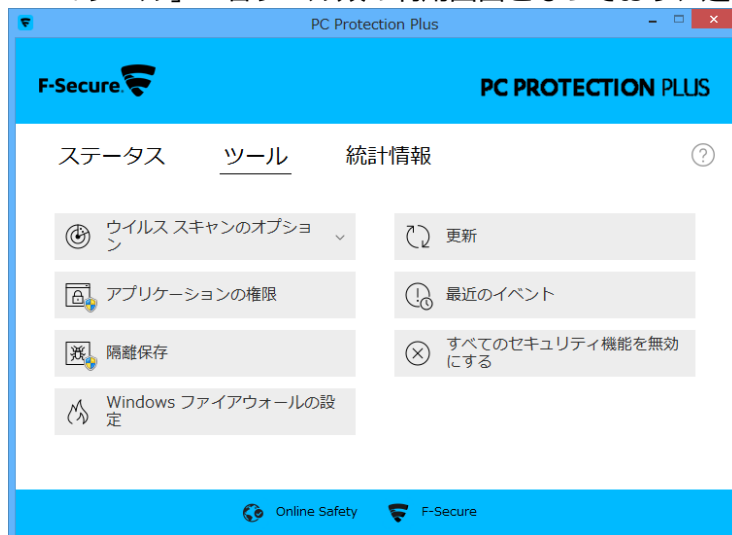 PC Protection Plus
F-Secure.
PC PROTECTION PLUS
ステータス
ツール
統計情報
?
ウイルス スキャンのオプショ
ン
更新
アプリケーションの権限
最近のイベント
隔離保存
すべてのセキュリティ機能を無効
にする
Windows ファイアウォールの設
定
Online Safety
F-Secure